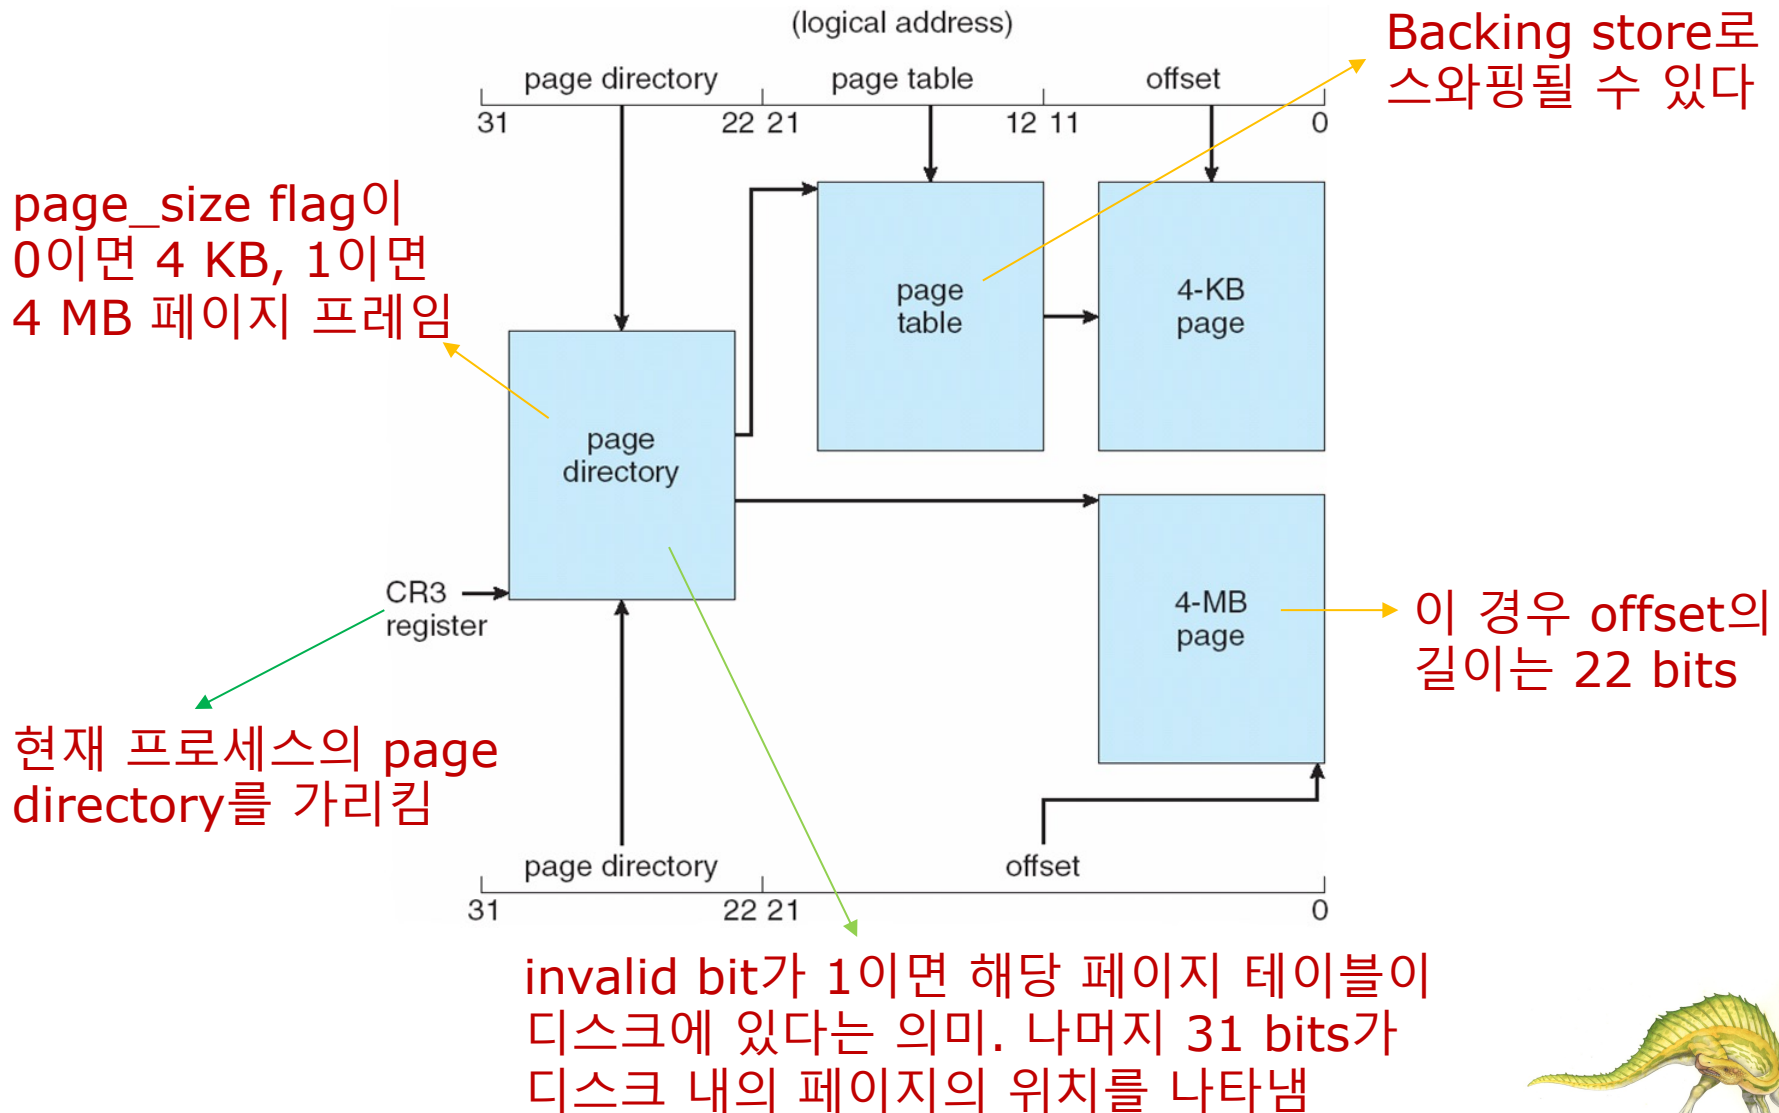 (logical address)
page directory
page table
offset
31
22
21
12
11
0
Backing store로
스와핑될 수 있다
page_size flag이
0이면 4 KB, 1이면
4 MB 페이지 프레임
page
table
4-KB
page
page
directory
CR3
register
4-MB
page
이 경우 offset의
길이는 22 bits
현재 프로세스의 page
directory를 가리킴
page directory
offset
31
22
21
0
invalid bit가 1이면 해당 페이지 테이블이
디스크에 있다는 의미. 나머지 31 bits가
디스크 내의 페이지의 위치를 나타냄